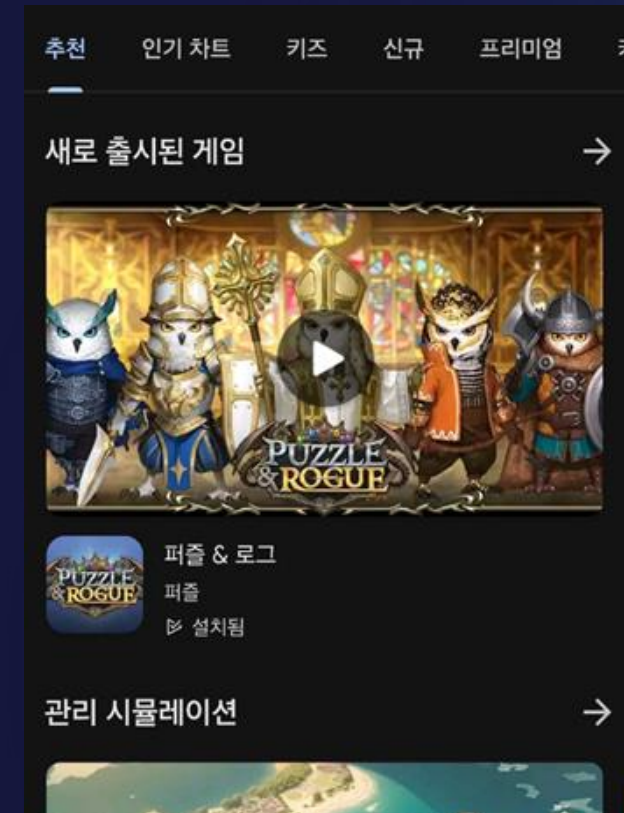 추천 인기 차트 키즈 신규 프리미엄
새로 출시된 게임
PUZZLE
& ROGUE
PUZZLE
& ROGUE
퍼즐 & 로그
퍼즐
설치됨
관리 시뮬레이션